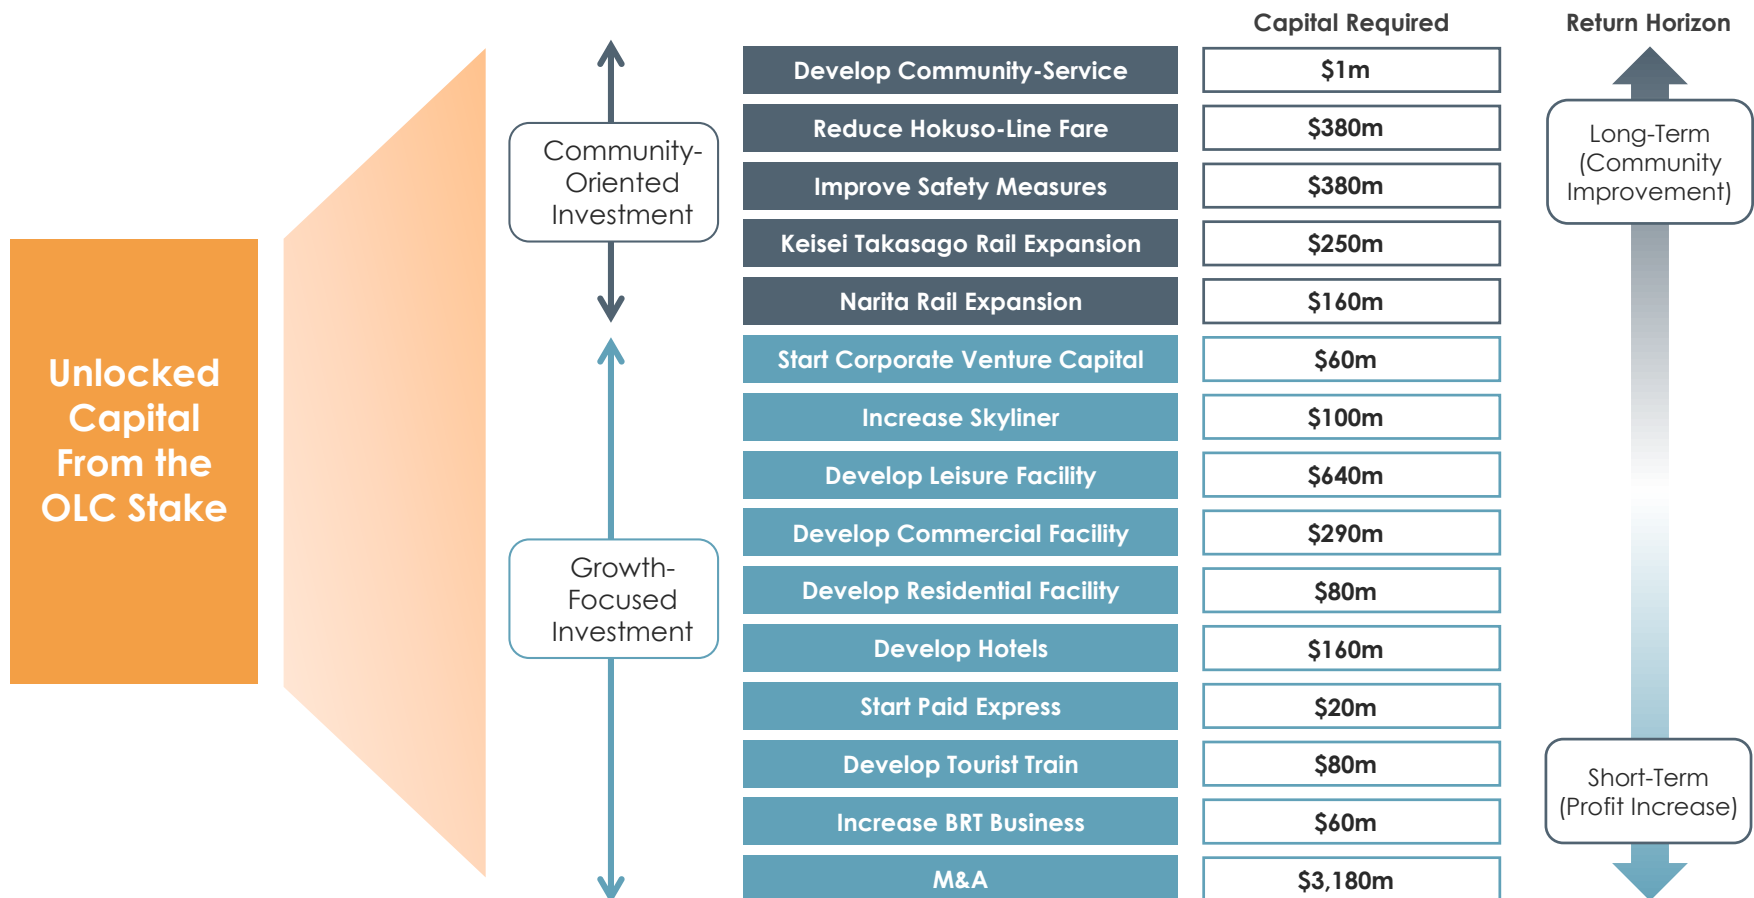 Capital Required
Return Horizon
Unlocked
Capital
From the
OLC Stake
Community-
Oriented
Investment
Growth-
Focused
Investment
Develop Community-Service
$1m
Reduce Hokuso-Line Fare
$380m
Improve Safety Measures
$380m
Keisei Takasago Rail Expansion
$250m
Narita Rail Expansion
$160m
Start Corporate Venture Capital
$60m
Increase Skyliner
$100m
Develop Leisure Facility
$640m
Develop Commercial Facility
$290m
Develop Residential Facility
$80m
Develop Hotels
$160m
Start Paid Express
$20m
Develop Tourist Train
$80m
Increase BRT Business
$60m
M&A
$3,180m
Long-Term
(Community
Improvement)
Short-Term
(Profit Increase)